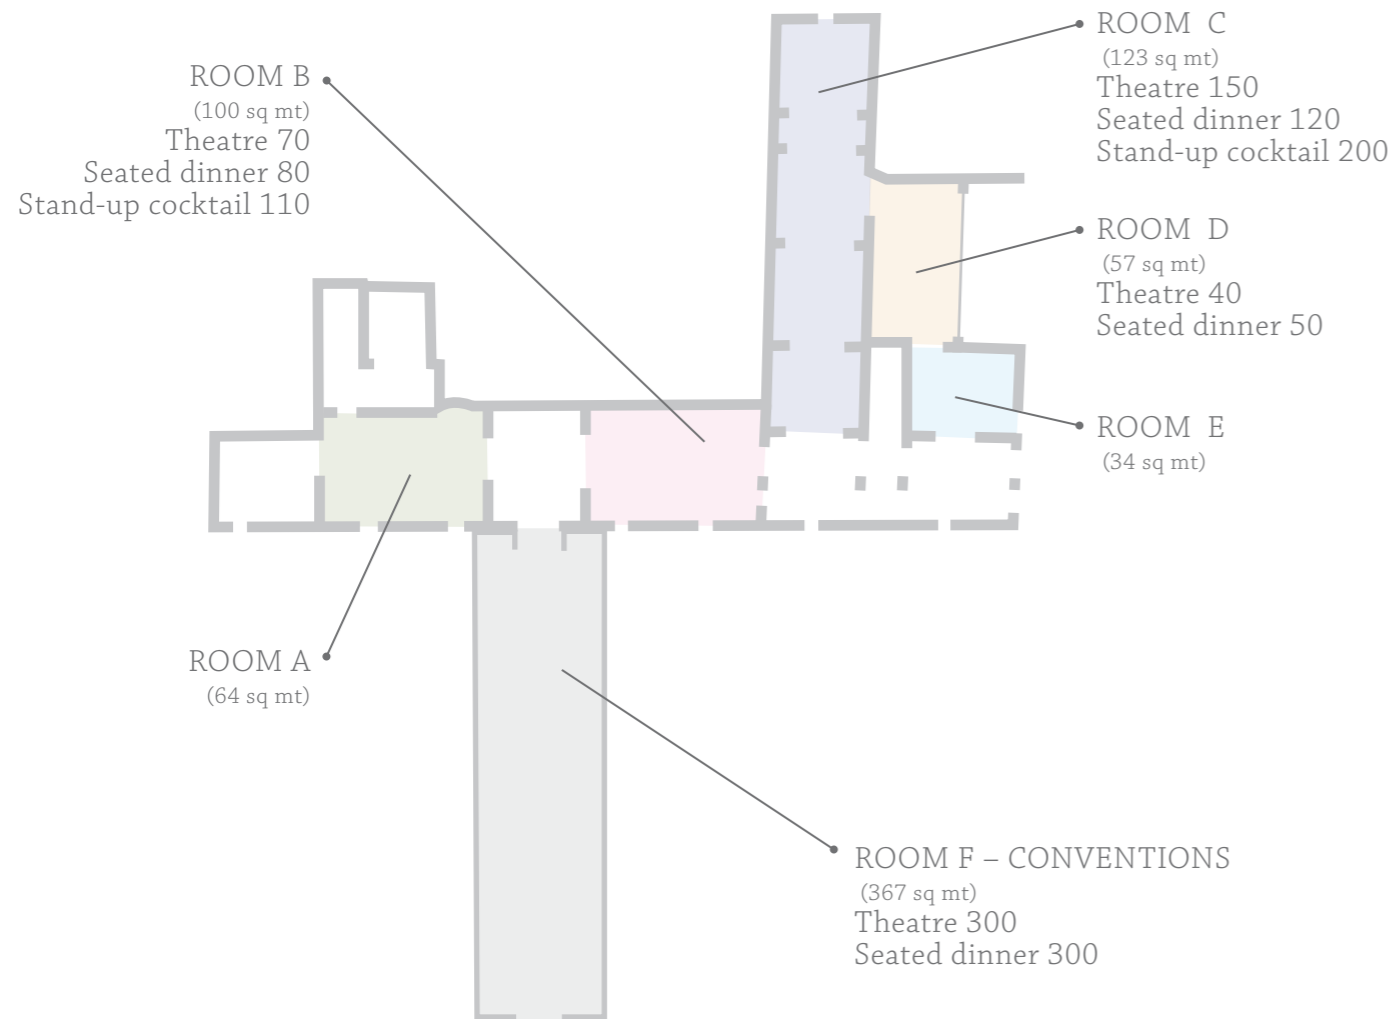 ROOM B
(100 sq mt)
Theatre 70
Seated dinner 80
Stand-up cocktail 110
ROOM C
(123 sq mt)
Theatre 150
Seated dinner 120
Stand-up cocktail 200
ROOM D
(57 sq mt)
Theatre 40
Seated dinner 50
ROOM E
(34 sq mt)
ROOM A
(64 sq mt)
ROOM F – CONVENTIONS
(367 sq mt)
Theatre 300
Seated dinner 300